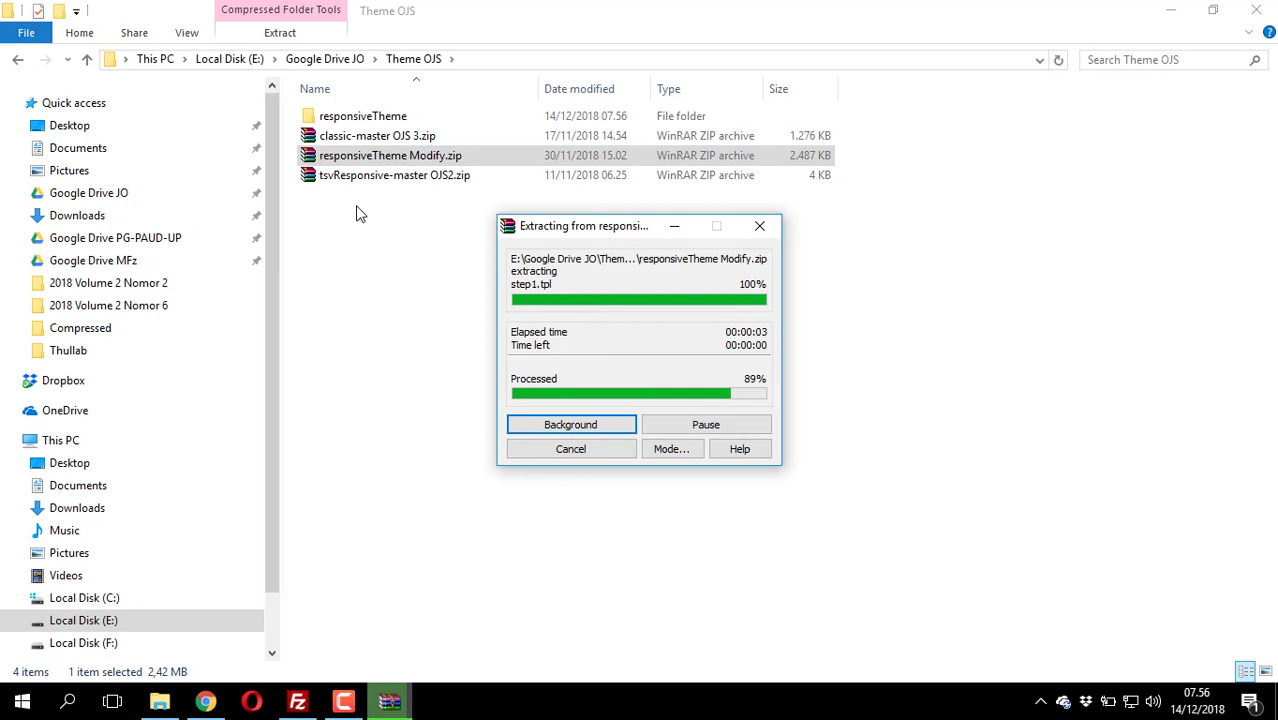 Compressed Folder Tools
Theme OJS
File
Home
Share
View
Extract
This PC
Local Disk (E:)
Google Drive JO
Theme OJS
Search Theme OJS
Quick access
Desktop
Documents
Pictures
Google Drive JO
Downloads
Google Drive PG-PAUD-UP
Google Drive MFz
2018 Volume 2 Nomor 2
2018 Volume 2 Nomor 6
Compressed
Thullab
Dropbox
OneDrive
This PC
Desktop
Documents
Downloads
Music
Pictures
Videos
Local Disk (C:)
Local Disk (E:)
Local Disk (F:)
Name
Date modified
Type
Size
responsiveTheme
14/12/2018 07.56
File folder
classic-master OJS 3.zip
17/11/2018 14.54
WinRAR ZIP archive
1.276 KB
responsiveTheme Modify.zip
30/11/2018 15.02
WinRAR ZIP archive
2.487 KB
tsvResponsive-master OJS2.zip
11/11/2018 06.25
WinRAR ZIP archive
4 KB
Extracting from responsi...
E:\Google Drive JO\Them...\responsiveTheme Modify.zip
extracting
step1.tpl
100%
Elapsed time
00:00:03
Time left
00:00:00
Processed
89%
Background
Pause
Cancel
Mode...
Help
4 items
1 item selected 2,42 MB
07.56
14/12/2018
1